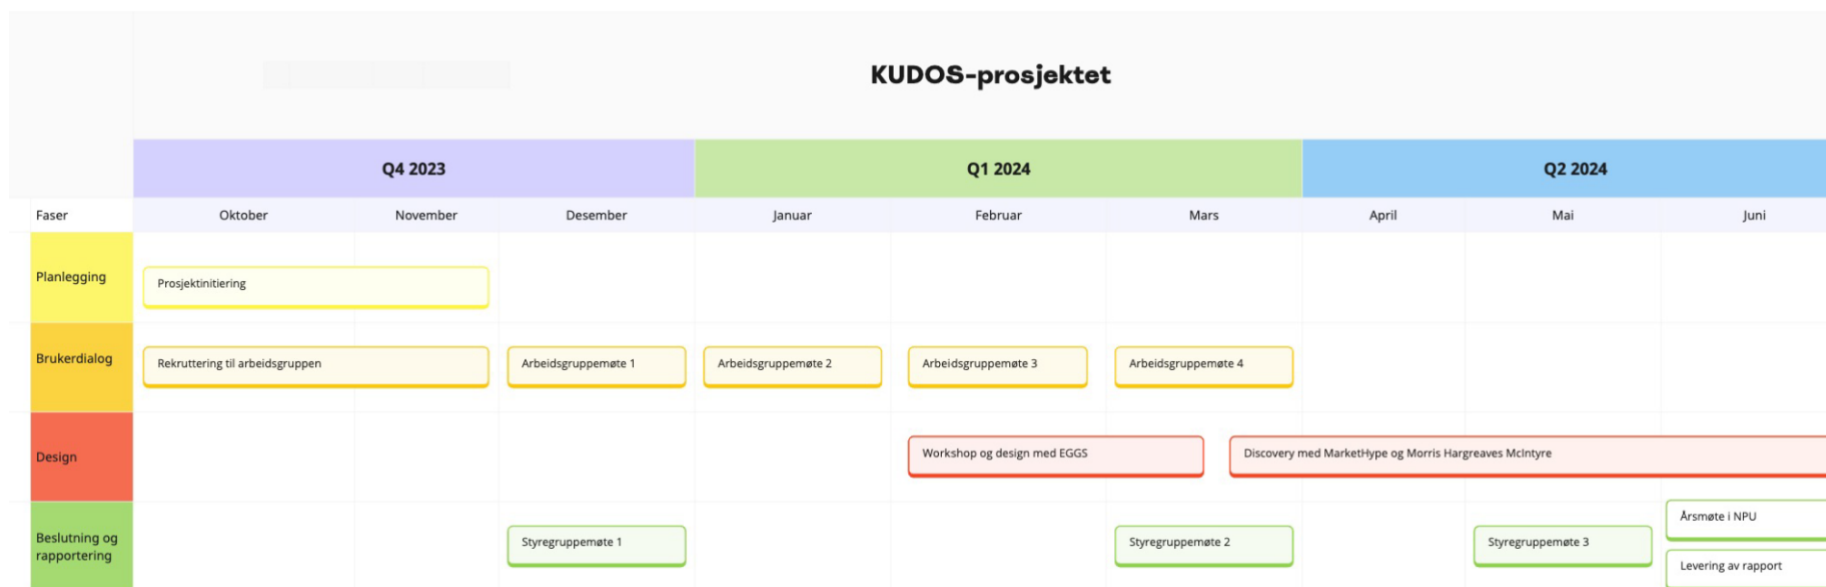 KUDOS-prosjektet
Q4 2023
Q1 2024
Q2 2024
Faser
Oktober
November
Desember
Januar
Februar
Mars
April
Mai
Juni
Planlegging
Prosjektinitiering
Brukerdialog
Rekruttering til arbeidsgruppen
Arbeidsgruppemøte 1
Arbeidsgruppemøte 2
Arbeidsgruppemøte 3
Arbeidsgruppemøte 4
Design
Workshop og design med EGGS
Discovery med MarketHype og Morris Hargreaves McIntyre
Beslutning og
rapportering
Styregruppemøte 1
Styregruppemøte 2
Styregruppemøte 3
Årsmøte i NPU
Levering av rapport